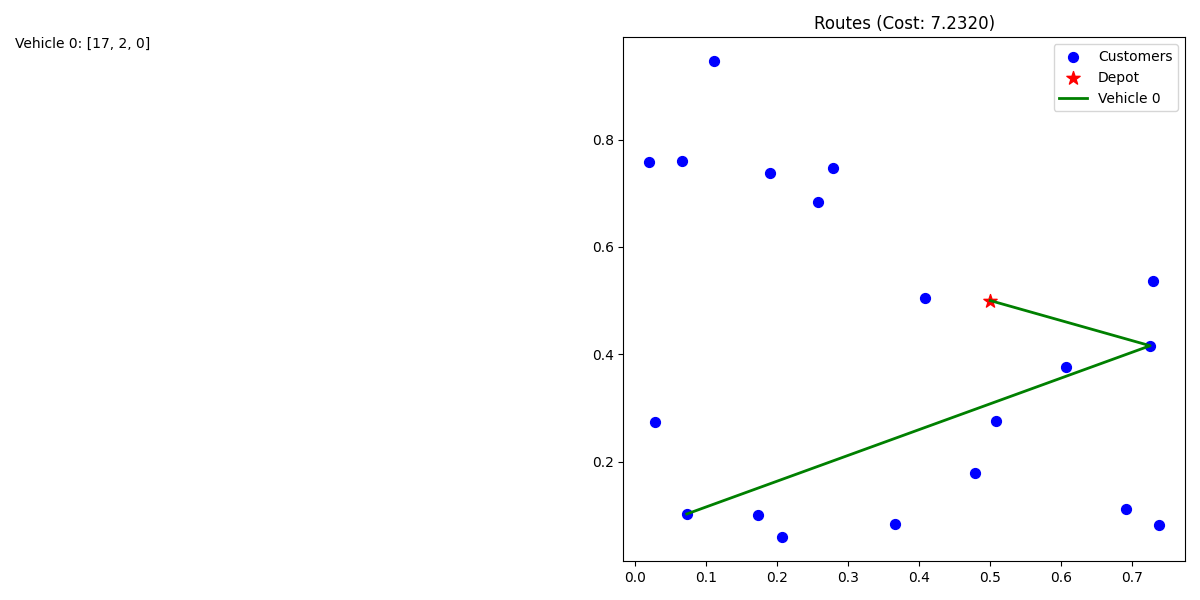 Vehicle 0: [17, 2, 0]
Routes (Cost: 7.2320)
Customers
Depot
Vehicle 0
0.8
0.6
0.4
0.2
0.0 0.1 0.2 0.3 0.4 0.5 0.6 0.7